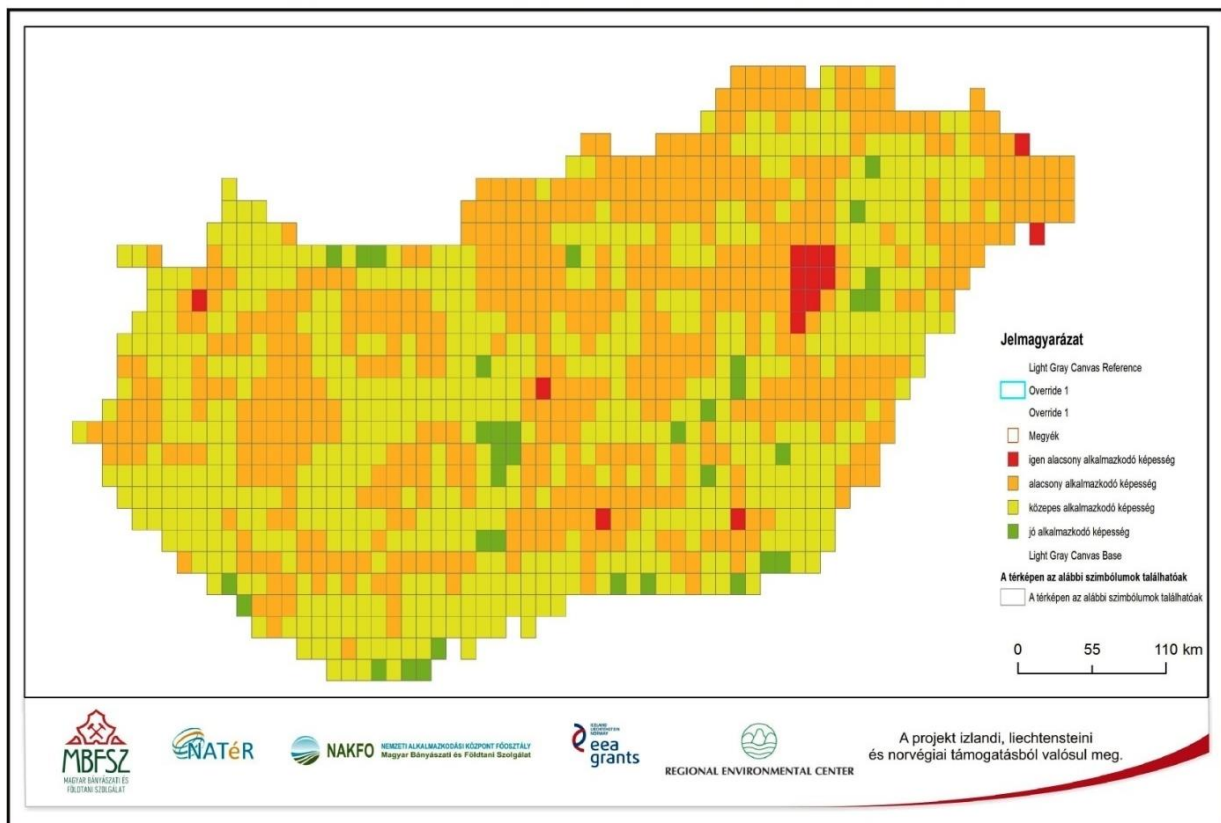 Jelmagyarázat
Light Gray Canvas Reference
Override 1
Override 1
Megyék
igen alacsony alkalmazkodó képesség
alacsony alkalmazkodó képesség
közepes alkalmazkodó képesség
jó alkalmazkodó képesség
Light Gray Canvas Base
A térképen az alábbi szimbólumok találhatóak
A térképen az alábbi szimbólumok találhatóak
0 55 110 km
MBFSZ
MAGYAR BÁNYÁSZATI ÉS
FÖLDTANI SZOLGÁLAT
NATéR
NAKFO
NEMZETI ALKALMAZKODÁSI KÖZPONT FŐOSZTÁLY
Magyar Bányászati és Földtani Szolgálat
ICELAND
LIECHTENSTEIN
NORWAY
eea
grants
REGIONAL ENVIRONMENTAL CENTER
A projekt izlandi, liechtensteini
és norvégiai támogatásból valósul meg.